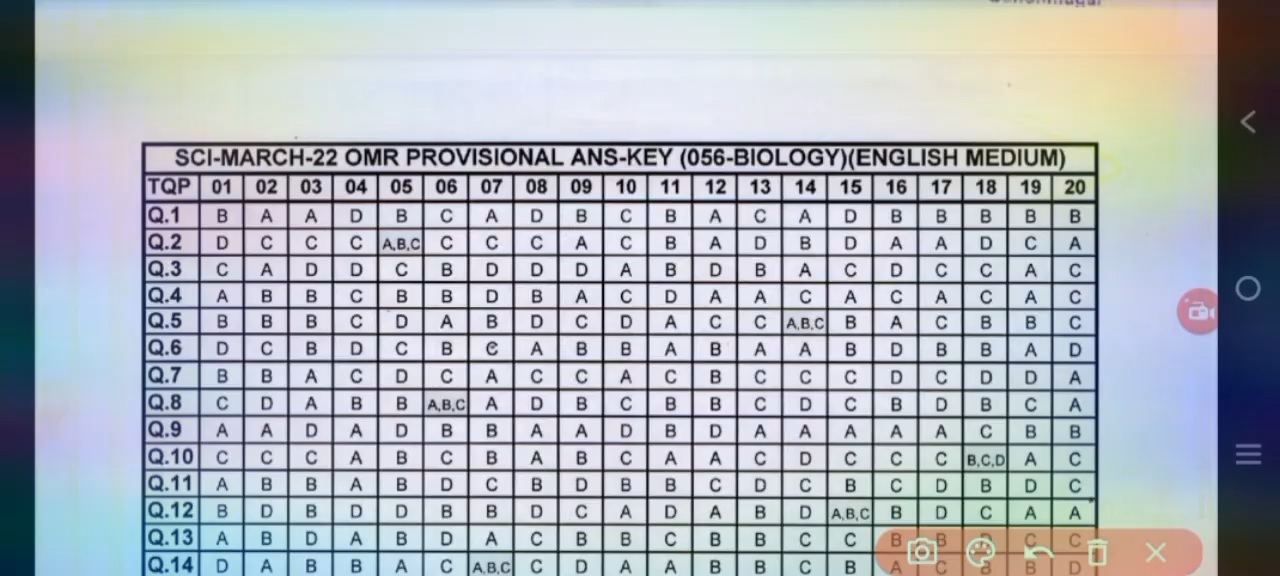 SCI-MARCH-22 OMR PROVISIONAL ANS-KEY (056-BIOLOGY)(ENGLISH MEDIUM)
TQP 01 02 03 04 05 06 07 08 09 10 11 12 13 14 15 16 17 18 19 20
Q.1 B A A D B C A D B C B A C A D B B B B B
Q.2 D C C C A,B,C C C C A C B A D B D A A D C A
Q.3 C A D D C B D D D A B D B A C D C C A C
Q.4 A B B C B B D B A C D A A C A C A C A C
Q.5 B B B C D A B D C D A C C A,B,C B A C B B C
Q.6 D C B D C B C A B B A B A A B D B B A D
Q.7 B B A C D C A C C A C B C C C D C D D A
Q.8 C D A B B A,B,C A D B C B B C D C B D B C A
Q.9 A A D A D B B A A D B D A A A A A C B B
Q.10 C C C A B C B A B C A A C D C C C B,C,D A C
Q.11 A B B A B D C B D B B C D C B C D B D C
Q.12 B D B D D B B D C A D A B D A,B,C B D C A A
Q.13 A B D A B D A C B B C B B C C B B D C C
Q.14 D A B B A C A,B,C C D A A B B C B A C B B D